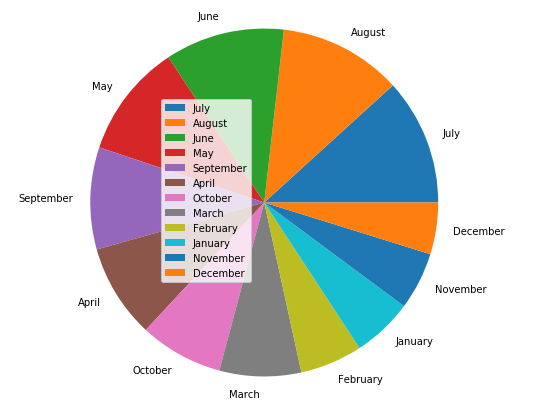 June
August
May
July
July
August
June
May
September
April
October
March
February
January
November
December
September
December
November
April
January
October
February
March